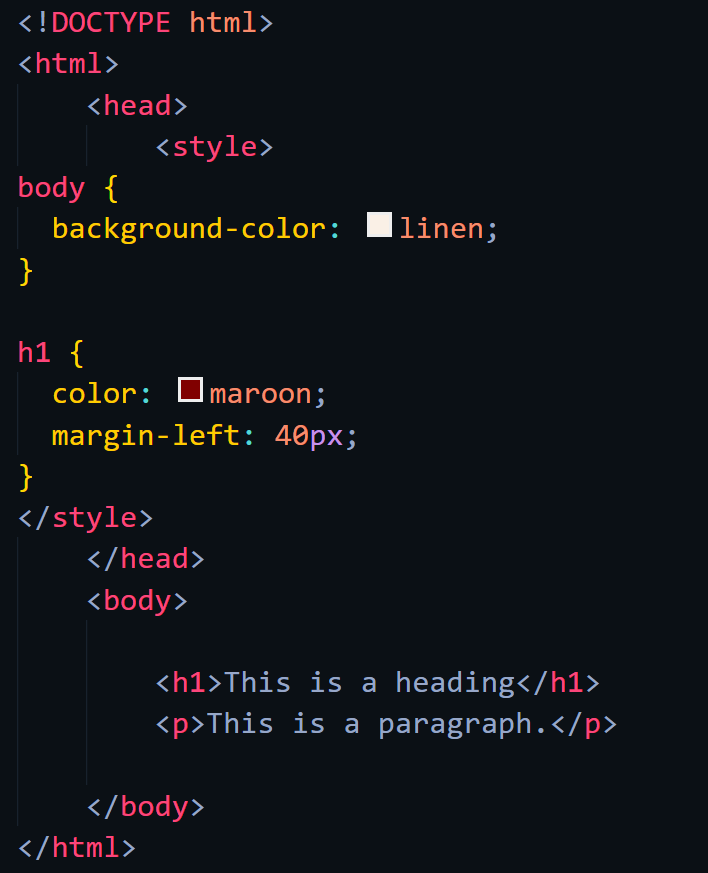 <!DOCTYPE html>
<html>
    <head>
        <style>
body {
  background-color: linen;
}

h1 {
  color: maroon;
  margin-left: 40px;
}
</style>
    </head>
    <body>

        <h1>This is a heading</h1>
        <p>This is a paragraph.</p>

    </body>
</html>